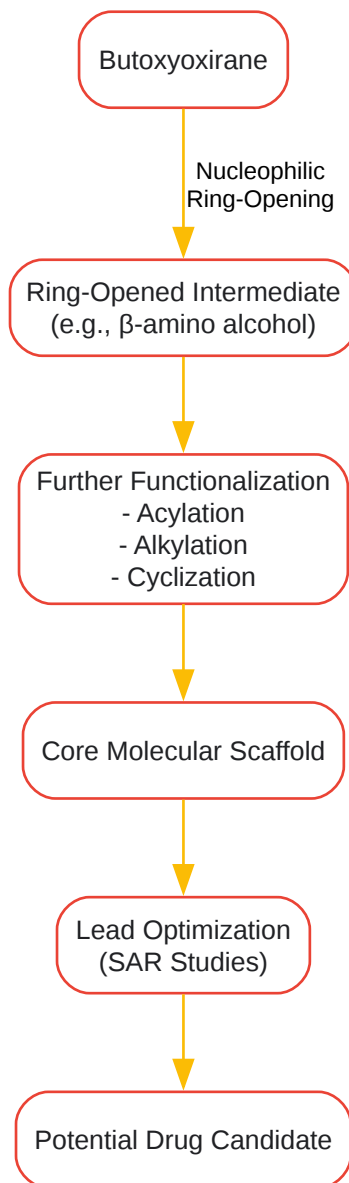 Butoxyoxirane
Nucleophilic
Ring-Opening
Ring-Opened Intermediate
(e.g., β-amino alcohol)
Further Functionalization
- Acylation
- Alkylation
- Cyclization
Core Molecular Scaffold
Lead Optimization
(SAR Studies)
Potential Drug Candidate